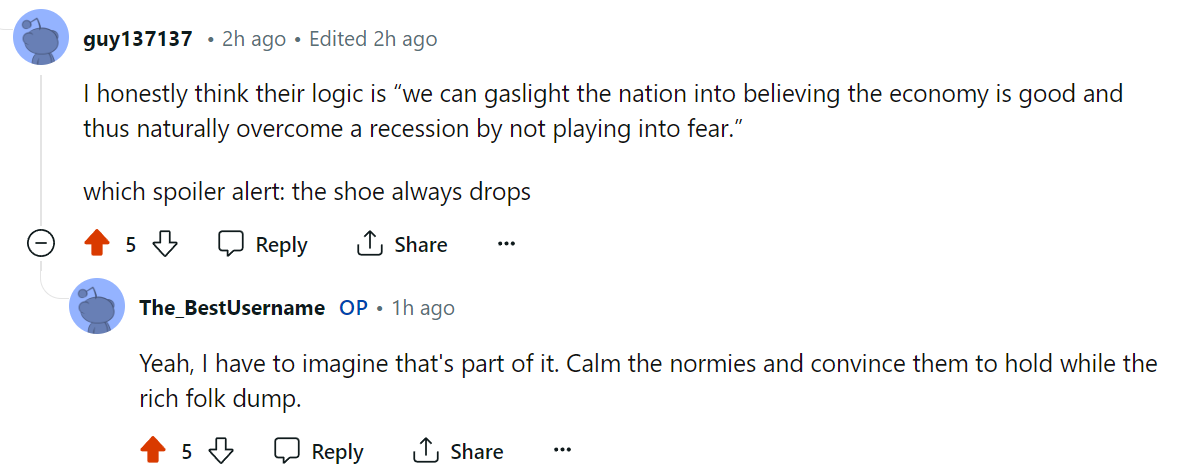 guy137137 • 2h ago • Edited 2h ago
I honestly think their logic is “we can gaslight the nation into believing the economy is good and
thus naturally overcome a recession by not playing into fear.”
which spoiler alert: the shoe always drops
5 Reply Share ...
The_BestUsername OP • 1h ago
Yeah, I have to imagine that's part of it. Calm the normies and convince them to hold while the
rich folk dump.
5 Reply Share ...